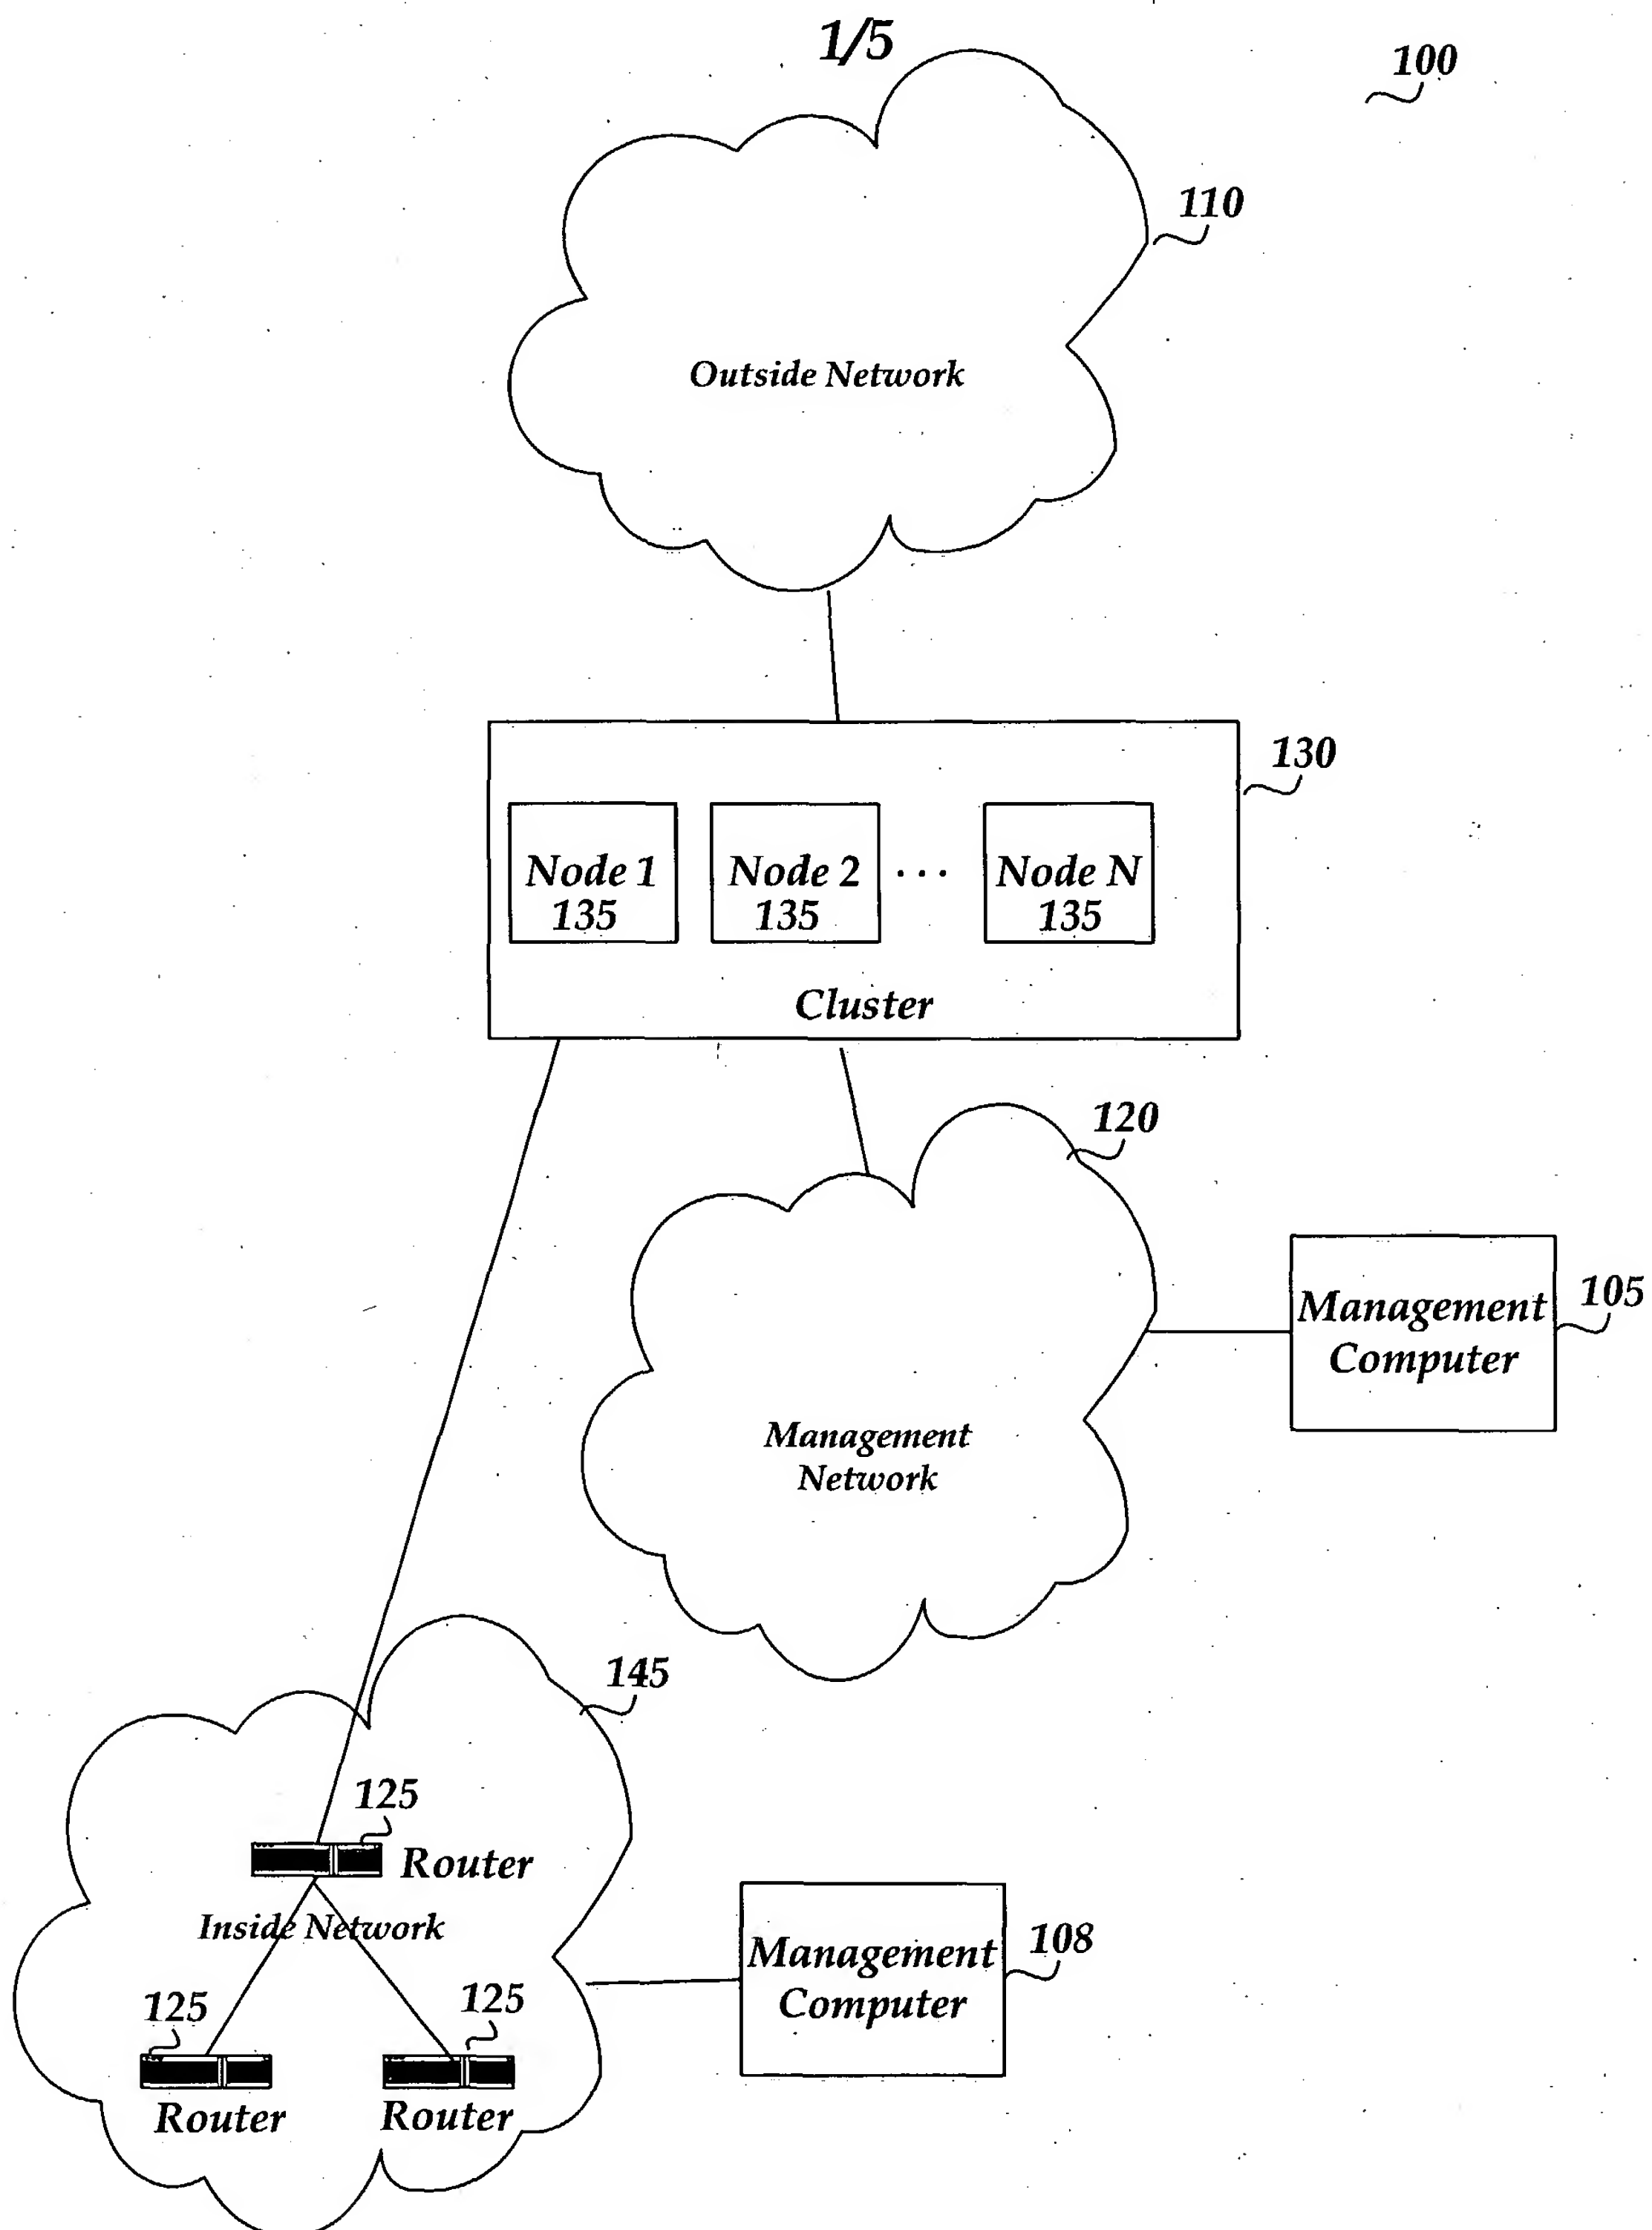 1/5
100
110
Outside Network
130
Node 1
135
Node 2
135
...
Node N
135
Cluster
120
Management
Computer
105
Management
Network
145
125
Router
Inside Network
125
Router
125
Router
Management
Computer
108